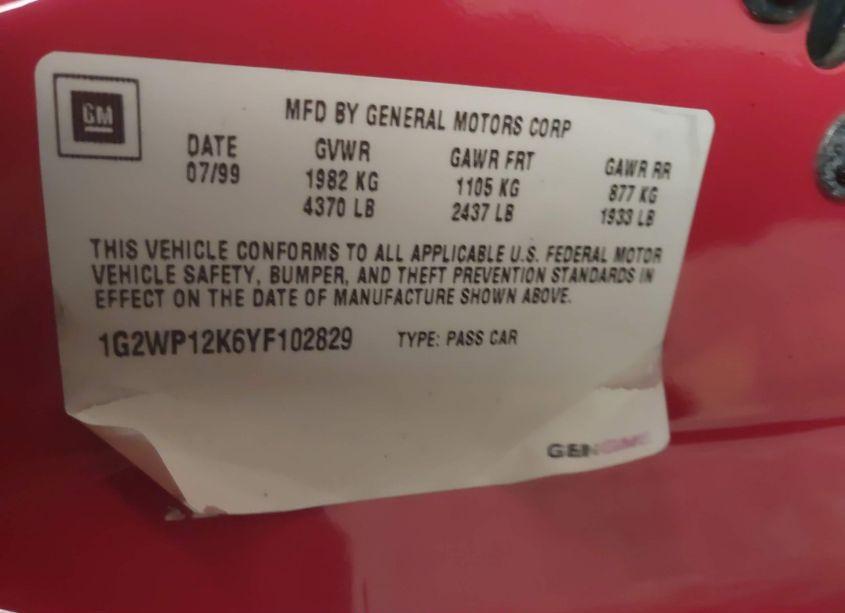 GM
MFD BY GENERAL MOTORS CORP
DATE GVWR GAWR FRT GAWR RR
07/99 1982 KG 1105 KG 877 KG
4370 LB 2437 LB 1933 LB
THIS VEHICLE CONFORMS TO ALL APPLICABLE U.S. FEDERAL MOTOR
VEHICLE SAFETY, BUMPER, AND THEFT PREVENTION STANDARDS IN
EFFECT ON THE DATE OF MANUFACTURE SHOWN ABOVE.
1G2WP12K6YF102829 TYPE: PASS CAR